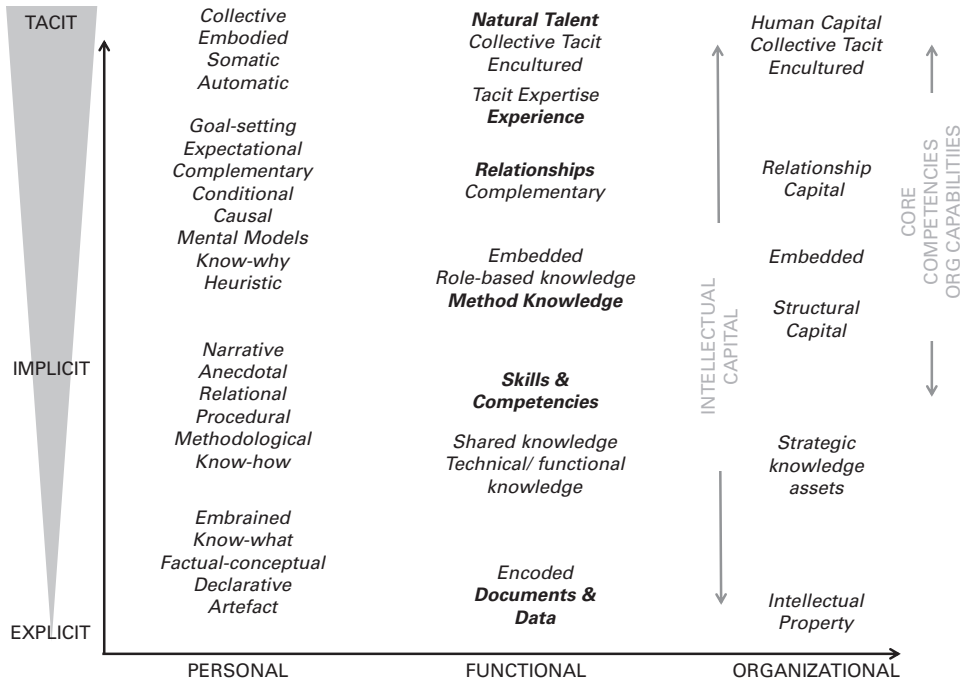 TACIT
IMPLICIT
EXPLICIT
Collective
Embodied
Somatic
Automatic
Goal-setting
Expectational
Complementary
Conditional
Causal
Mental Models
Know-why
Heuristic
Narrative
Anecdotal
Relational
Procedural
Methodological
Know-how
Embrained
Know-what
Factual-conceptual
Declarative
Artefact
Natural Talent
Collective Tacit
Encultured
Tacit Expertise
Experience
Relationships
Complementary
Embedded
Role-based knowledge
Method Knowledge
Skills &
Competencies
Shared knowledge
Technical/ functional
knowledge
Encoded
Documents &
Data
INTELLECTUAL
CAPITAL
Human Capital
Collective Tacit
Encultured
Relationship
Capital
Embedded
Structural
Capital
Strategic
knowledge
assets
Intellectual
Property
CORE
COMPETENCIES
ORG CAPABILITIIES
PERSONAL
FUNCTIONAL
ORGANIZATIONAL